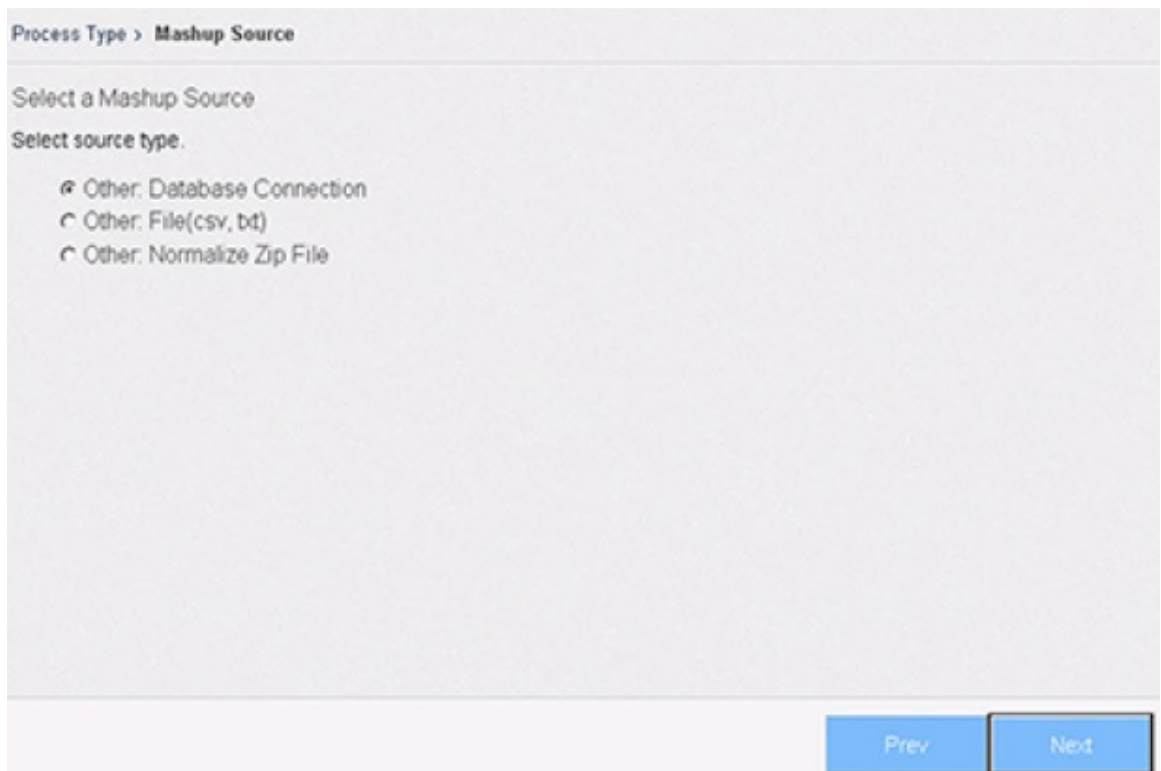 Process Type > Mashup Source
Select a Mashup Source
Select source type.
Other: Database Connection
Other: File(csv, txt)
Other: Normalize Zip File
Prev
Next